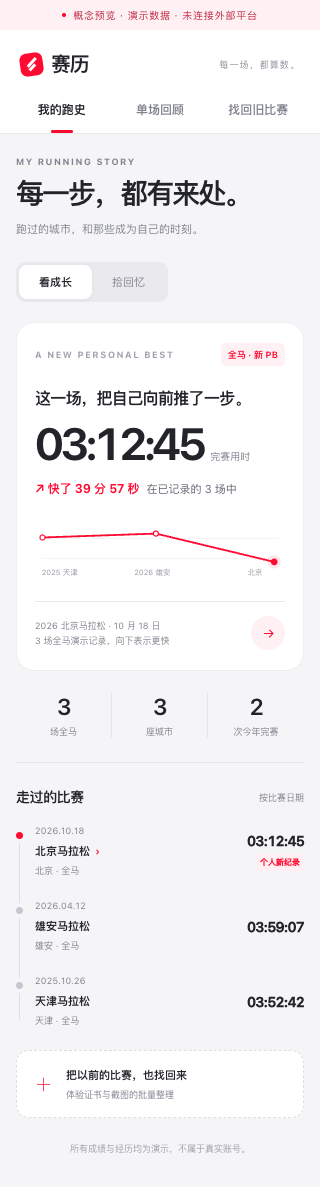 概念预览 · 演示数据 · 未连接外部平台
赛历
每一场，都算数。
我的跑史 单场回顾 找回旧比赛
MY RUNNING STORY
每一步，都有来处。
跑过的城市，和那些成为自己的时刻。
看成长 拾回忆
A NEW PERSONAL BEST 全马 · 新 PB
这一场，把自己向前推了一步。
03:12:45 完赛用时
↗ 快了 39 分 57 秒 在已记录的 3 场中
2025 天津 2026 雄安 北京
2026 北京马拉松 · 10 月 18 日
3 场全马演示记录，向下表示更快
→
3 3 2
场全马 座城市 次今年完赛
走过的比赛 按比赛日期
2026.10.18
北京马拉松 › 03:12:45
北京 · 全马 个人新纪录
2026.04.12
雄安马拉松 03:59:07
雄安 · 全马
2025.10.26
天津马拉松 03:52:42
天津 · 全马
把以前的比赛，也找回来
体验证书与截图的批量整理
所有成绩与经历均为演示，不属于真实账号。